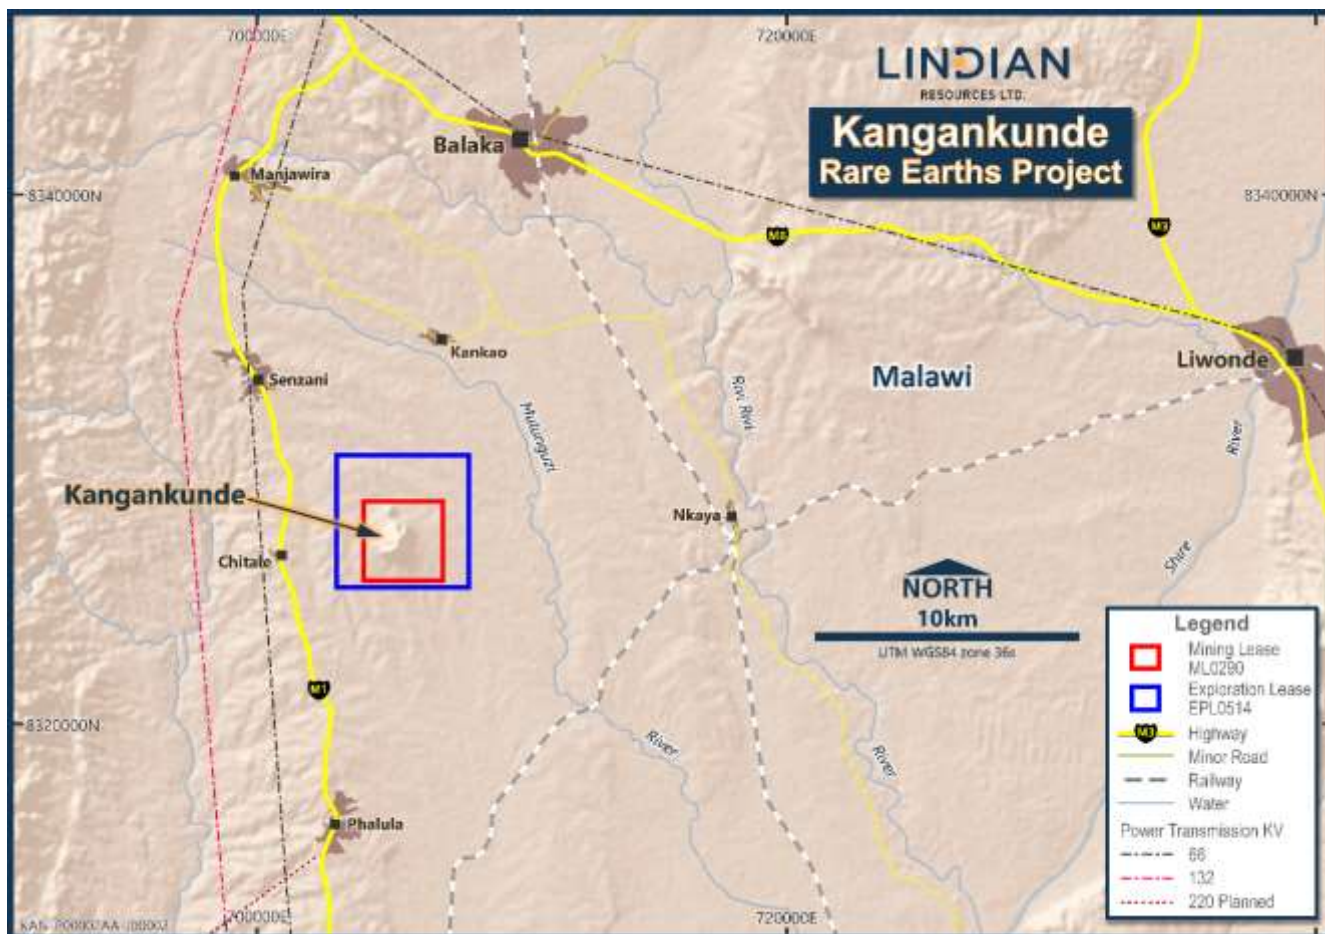 700000E
720000E
LINDIAN
RESOURCES LTD.
Kangankunde
Rare Earths Project
Balaka
Manjawira
8340000N
8340000N
M8
M3
Kankao
Senzani
Malawi
Liwonde
Mulunguzi
Rivi Rivi
River
Kangankunde
Nkaya
Chitale
Shire
NORTH
10km
UTM WGS84 zone 36s
M1
8320000N
River
River
Phalula
Legend
Mining Lease
ML0290
Exploration Lease
EPL0514
M3 Highway
Minor Road
Railway
Water
Power Transmission KV
66
132
220 Planned
700000E
720000E